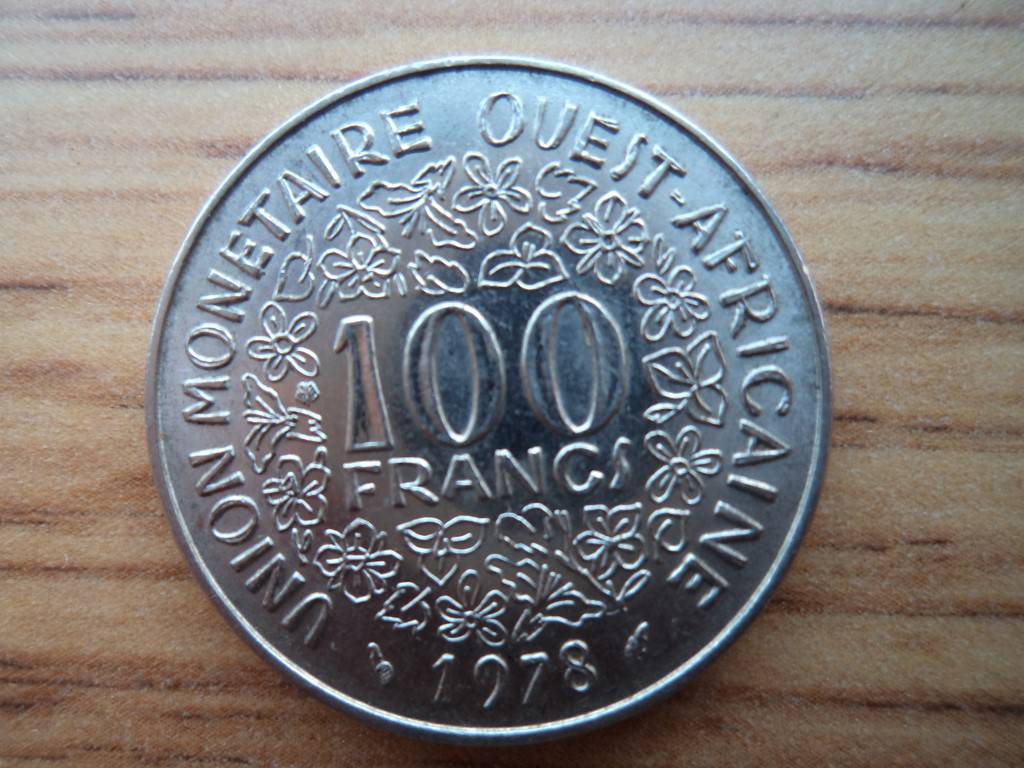 UNION MONETAIRE OUEST-AFRICAINE
100
FRANCS
1978